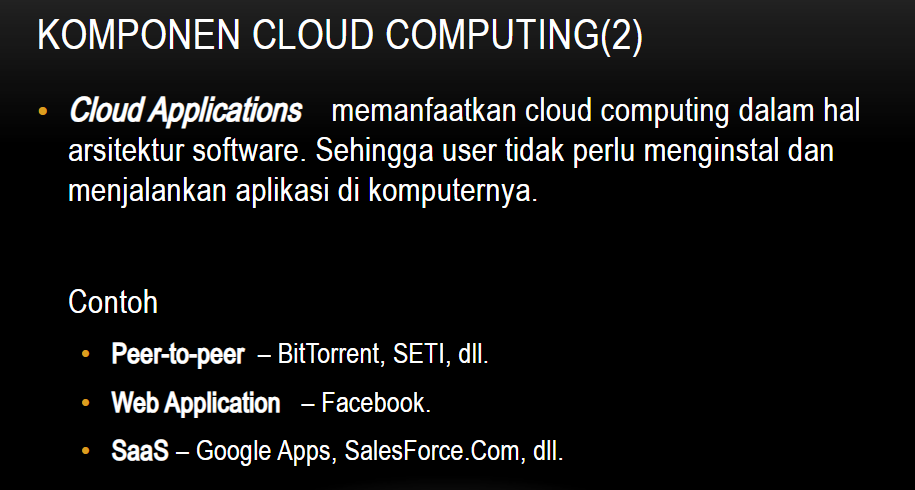 KOMPONEN CLOUD COMPUTING(2)
• Cloud Applications memanfaatkan cloud computing dalam hal
arsitektur software. Sehingga user tidak perlu menginstal dan
menjalankan aplikasi di komputernya.
Contoh
• Peer-to-peer – BitTorrent, SETI, dll.
• Web Application – Facebook.
• SaaS – Google Apps, SalesForce.Com, dll.